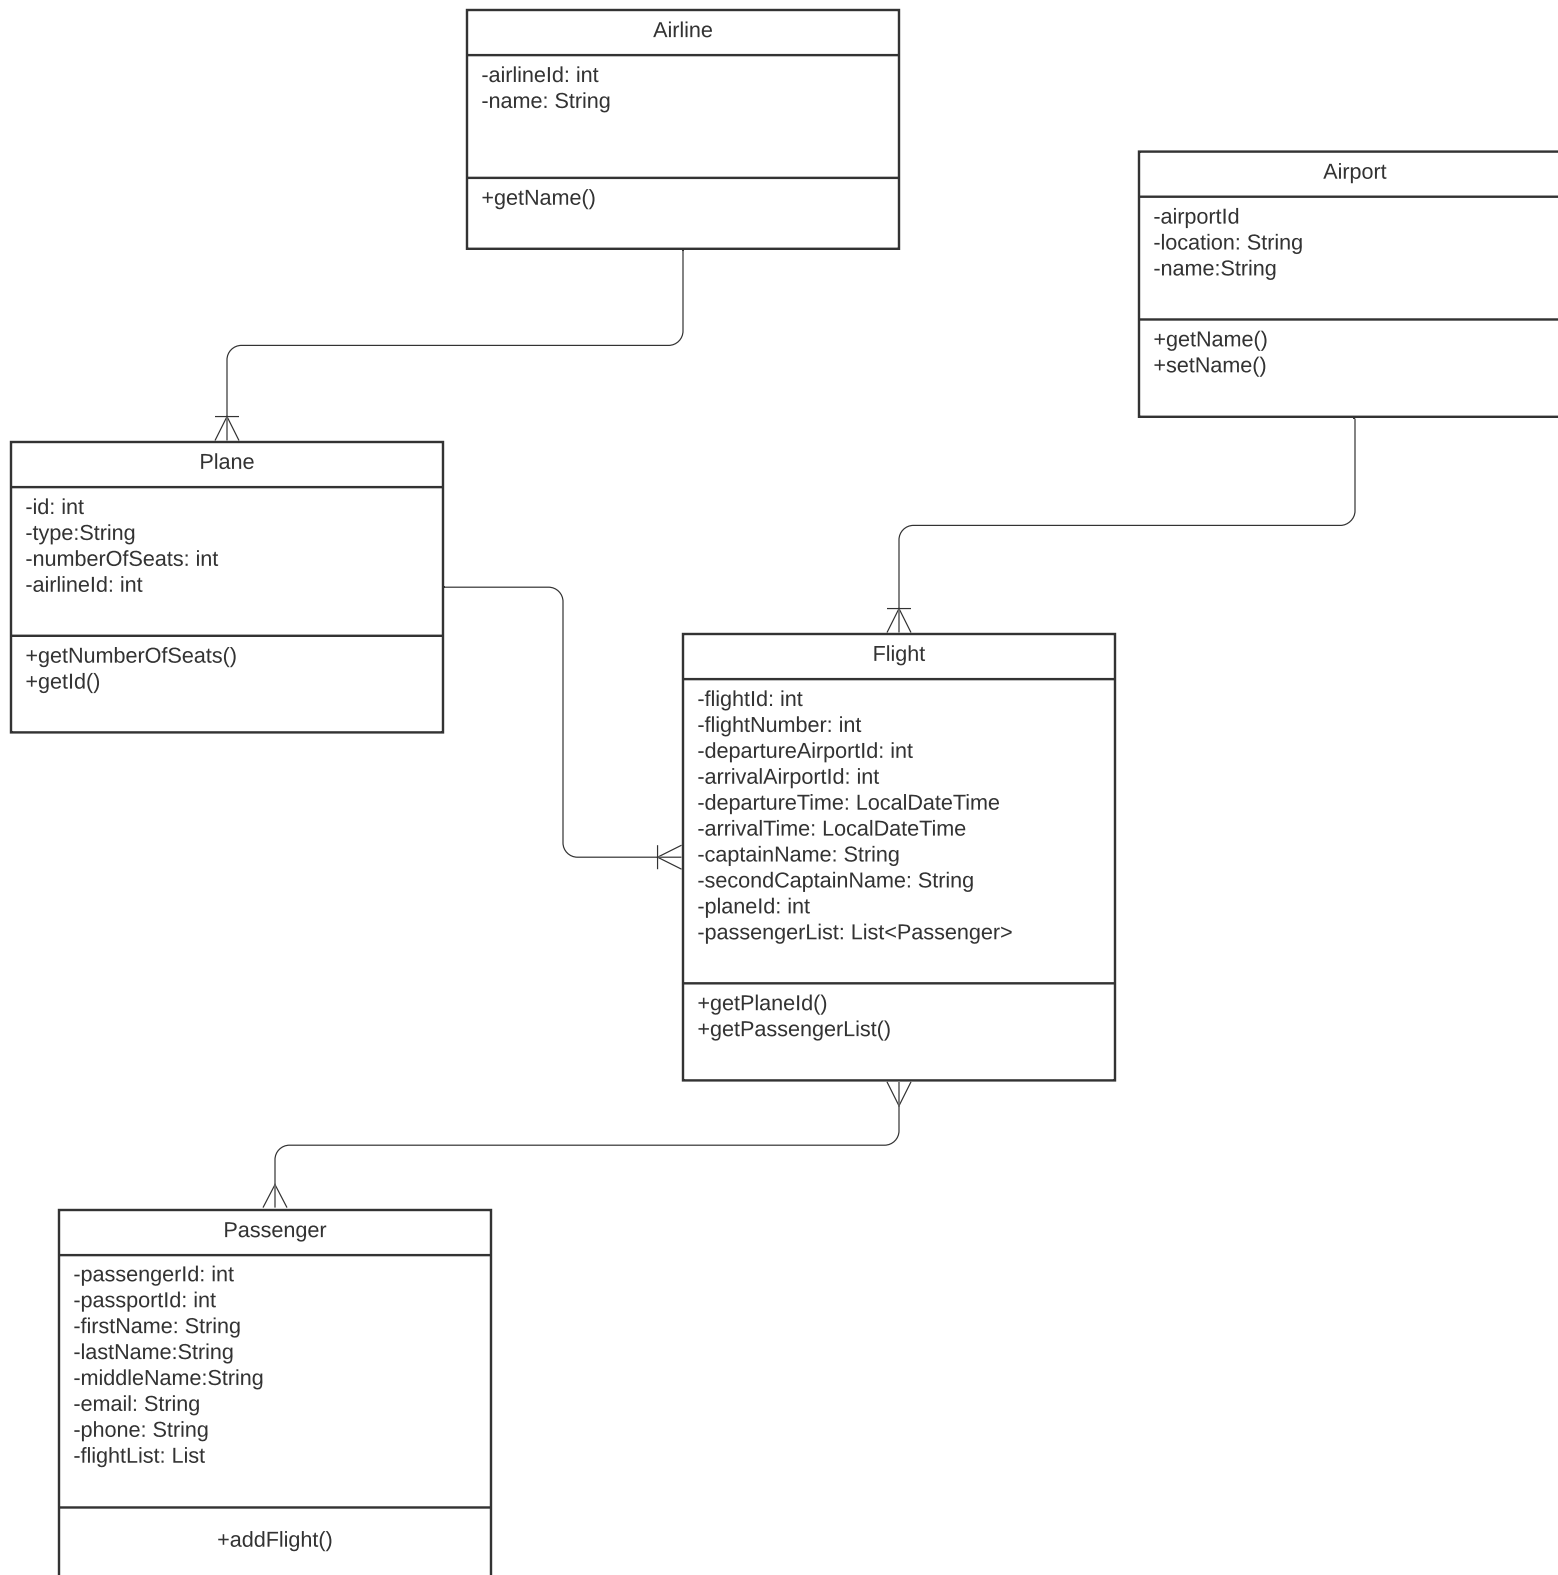 Airline
-airlineId: int
-name: String
+getName()
Airport
-airportId
-location: String
-name:String
+getName()
+setName()
Plane
-id: int
-type:String
-numberOfSeats: int
-airlineId: int
+getNumberOfSeats()
+getId()
Flight
-flightId: int
-flightNumber: int
-departureAirportId: int
-arrivalAirportId: int
-departureTime: LocalDateTime
-arrivalTime: LocalDateTime
-captainName: String
-secondCaptainName: String
-planeId: int
-passengerList: List<Passenger>
+getPlaneId()
+getPassengerList()
Passenger
-passengerId: int
-passportId: int
-firstName: String
-lastName:String
-middleName:String
-email: String
-phone: String
-flightList: List
+addFlight()